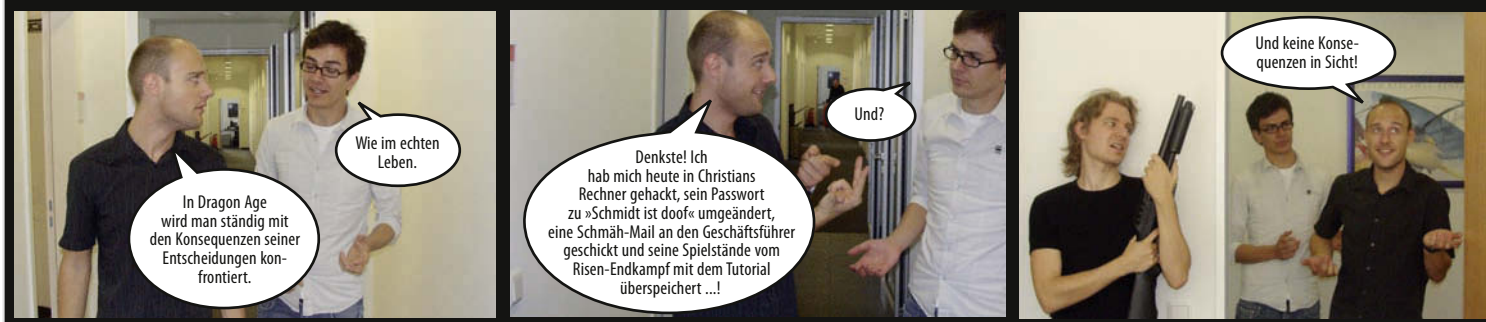 In Dragon Age
wird man ständig mit
den Konsequenzen seiner
Entscheidungen kon-
frontiert.
Wie im echten
Leben.
Denkste! Ich
hab mich heute in Christians
Rechner gehackt, sein Passwort
zu »Schmidt ist doof« umgeändert,
eine Schmäh-Mail an den Geschäftsführer
geschickt und seine Spielstände vom
Risen-Endkampf mit dem Tutorial
überspeichert ...!
Und?
Und keine Konse-
quenzen in Sicht!